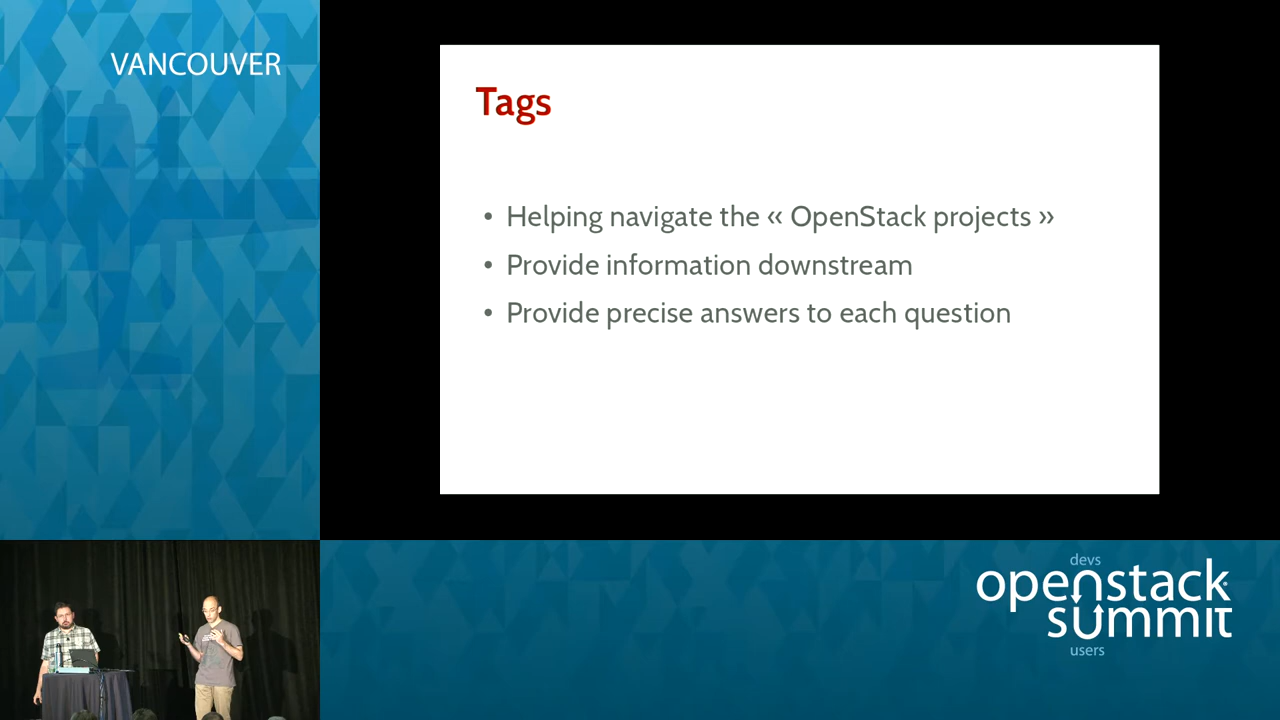 VANCOUVER
Tags
• Helping navigate the « OpenStack projects »
• Provide information downstream
• Provide precise answers to each question
devs
openstack
summit
users